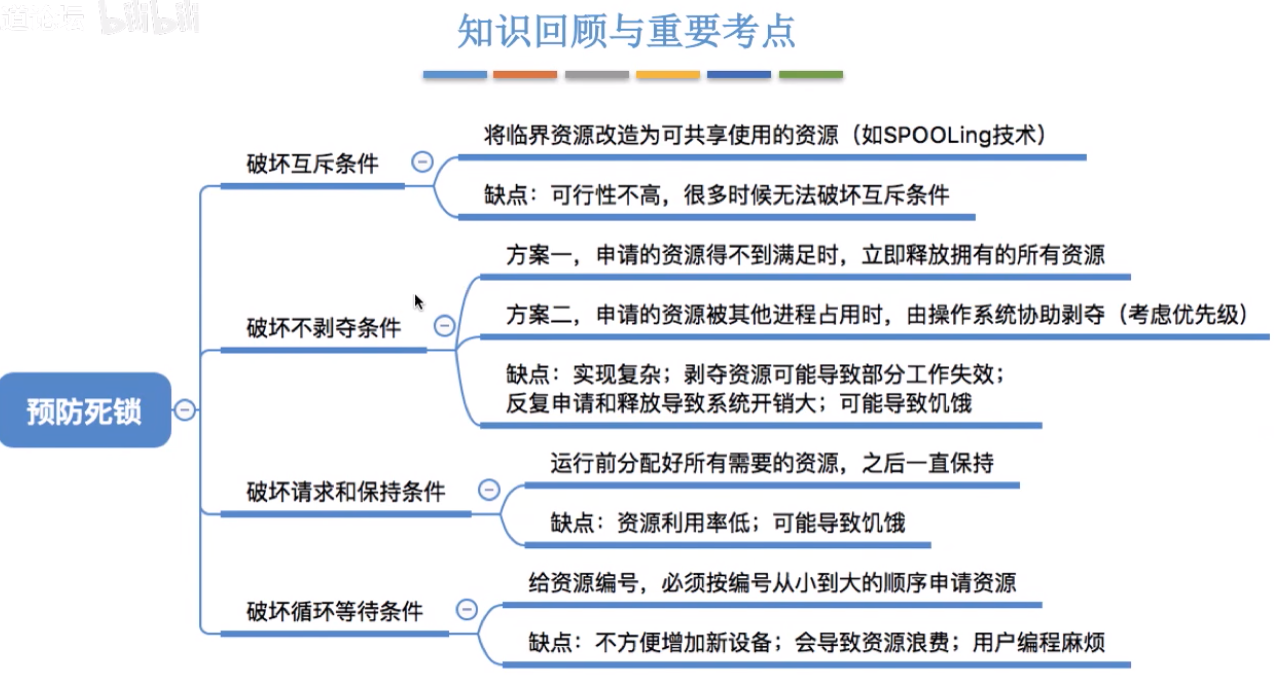 bilibili
知识回顾与重要考点
将临界资源改造为可共享使用的资源（如SPOOLing技术）
破坏互斥条件
缺点：可行性不高，很多时候无法破坏互斥条件
方案一，申请的资源得不到满足时，立即释放拥有的所有资源
方案二，申请的资源被其他进程占用时，由操作系统协助剥夺（考虑优先级）
破坏不剥夺条件
缺点：实现复杂；剥夺资源可能导致部分工作失效；
反复申请和释放导致系统开销大；可能导致饥饿
预防死锁
运行前分配好所有需要的资源，之后一直保持
破坏请求和保持条件
缺点：资源利用率低；可能导致饥饿
给资源编号，必须按编号从小到大的顺序申请资源
破坏循环等待条件
缺点：不方便增加新设备；会导致资源浪费；用户编程麻烦